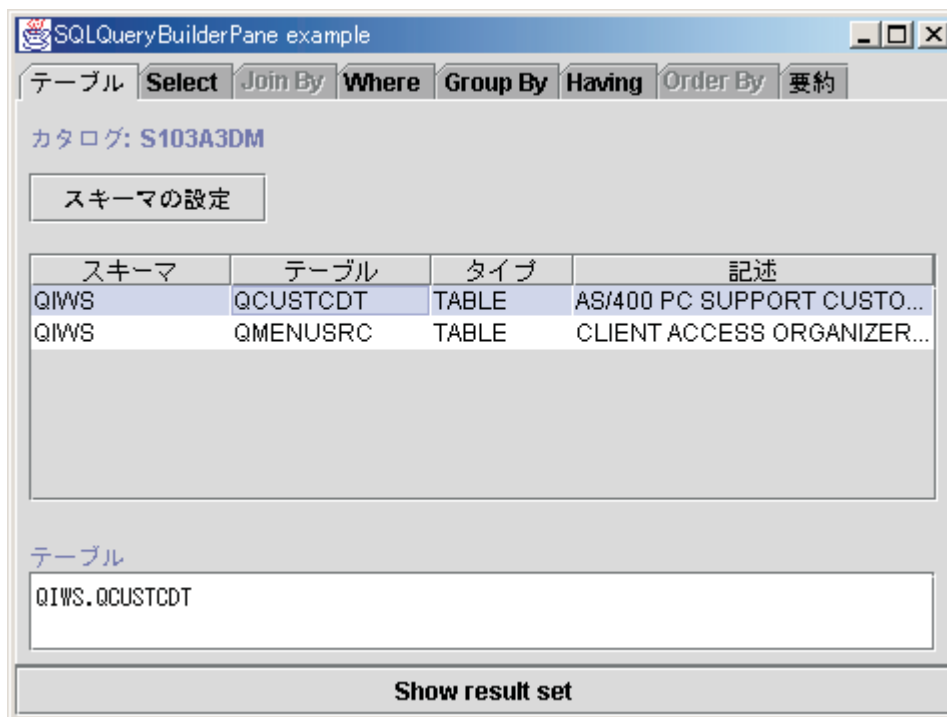 SQLQueryBuilderPane example
テーブル Select Join By Where Group By Having Order By 要約
カタログ: S103A3DM
スキーマの設定
スキーマ テーブル タイプ 記述
QIWS QCUSTCDT TABLE AS/400 PC SUPPORT CUSTO...
QIWS QMENUSRC TABLE CLIENT ACCESS ORGANIZER...
テーブル
QIWS.QCUSTCDT
Show result set